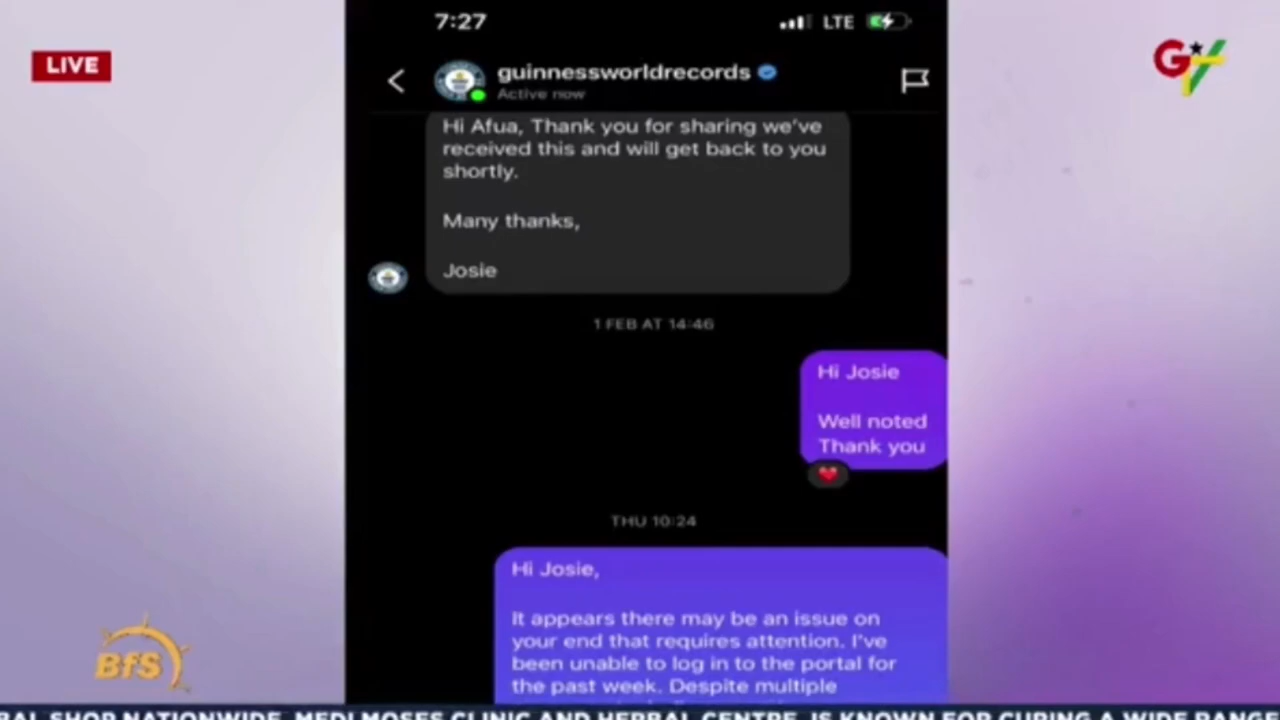 7:27
LTE
LIVE
guinnessworldrecords
Active now
Hi Afua, Thank you for sharing we've
received this and will get back to you
shortly.
Many thanks,
Josie
1 FEB AT 14:46
Hi Josie
Well noted
Thank you
THU 10:24
Hi Josie,
It appears there may be an issue on
your end that requires attention. I've
been unable to log in to the portal for
the past week. Despite multiple
BfS
SHOP NATIONWIDE. MEDI MOSES CLINIC AND HERBAL CENTRE, IS KNOWN FOR CURING A WIDE RANGE